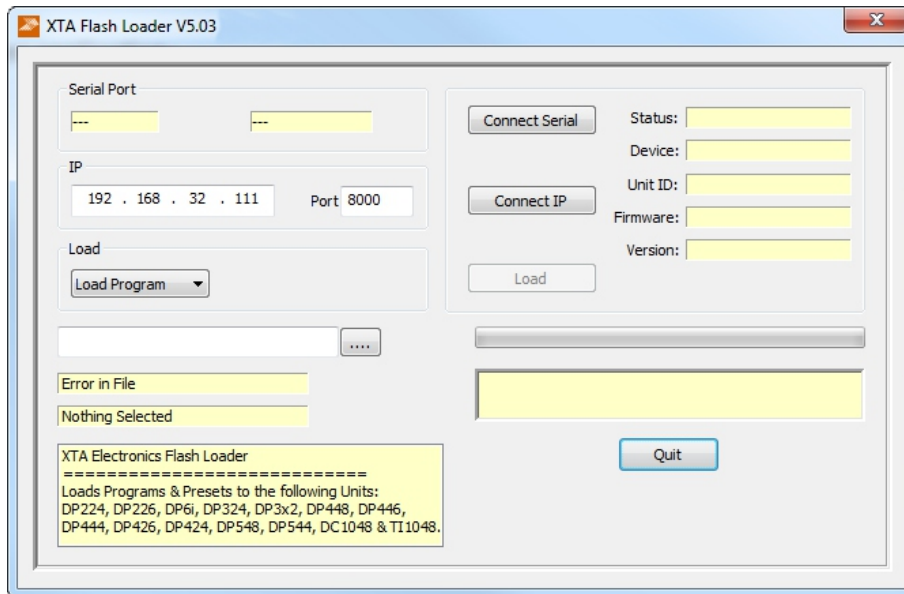 XTA Flash Loader V5.03
Serial Port
--- ---
IP
192 . 168 . 32 . 111 Port 8000
Load
Load Program
....
Error in File
Nothing Selected
XTA Electronics Flash Loader
============================
Loads Programs & Presets to the following Units:
DP224, DP226, DP6i, DP324, DP3x2, DP448, DP446,
DP444, DP426, DP424, DP548, DP544, DC1048 & TI1048.
Connect Serial
Connect IP
Load
Status:
Device:
Unit ID:
Firmware:
Version:
Quit